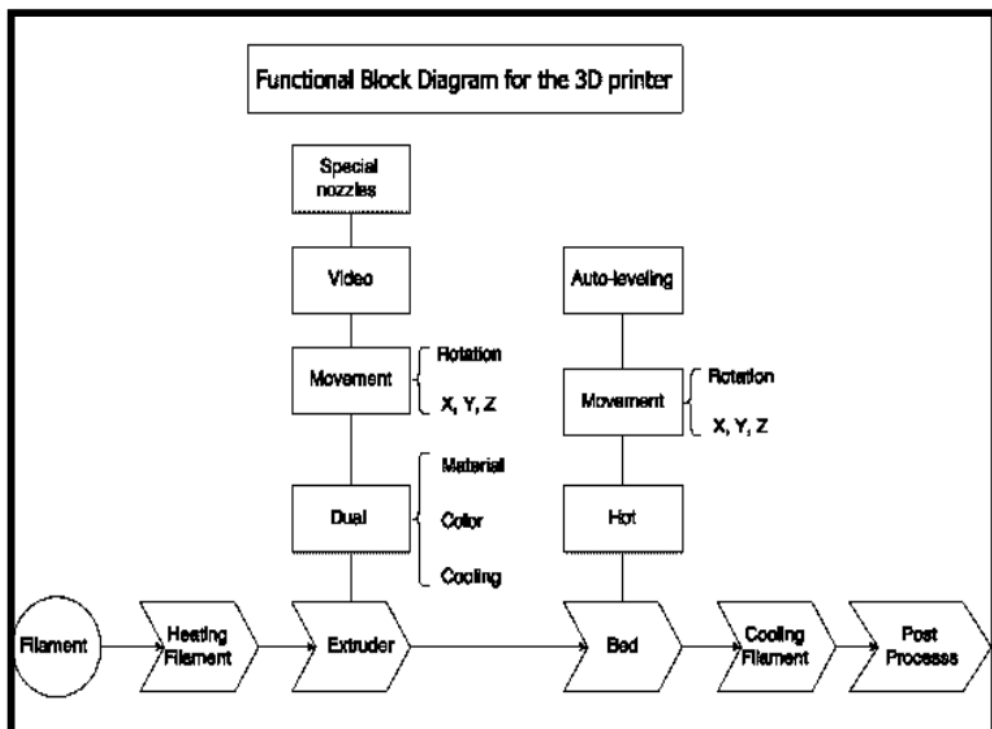 Functional Block Diagram for the 3D printer
Special
nozzles
Video
Auto-leveling
Movement
Rotation
X, Y, Z
Movement
Rotation
X, Y, Z
Dual
Material
Color
Cooling
Hot
Filament
Heating
Filament
Extruder
Bed
Cooling
Filament
Post
Processs